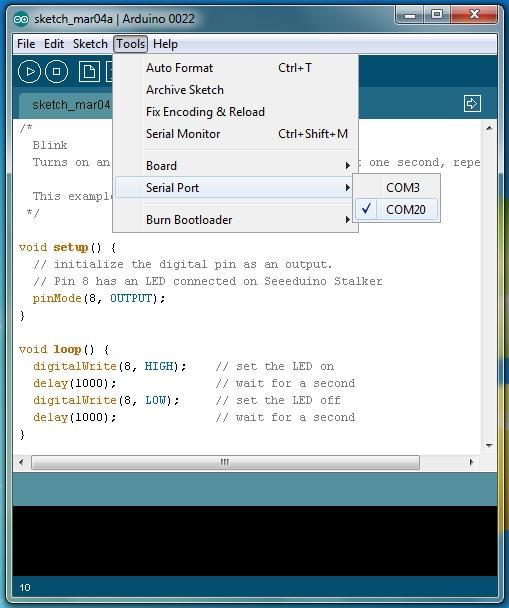 sketch_mar04a | Arduino 0022
File Edit Sketch Tools Help
Auto Format Ctrl+T
Archive Sketch
Fix Encoding & Reload
Serial Monitor Ctrl+Shift+M
Board
Serial Port
Burn Bootloader
COM3
COM20
sketch_mar04
/*
Blink
Turns on an t one second, repe
This example
*/
void setup() {
// initialize the digital pin as an output.
// Pin 8 has an LED connected on Seeeduino Stalker
pinMode(8, OUTPUT);
}
void loop() {
digitalWrite(8, HIGH); // set the LED on
delay(1000); // wait for a second
digitalWrite(8, LOW); // set the LED off
delay(1000); // wait for a second
}
10